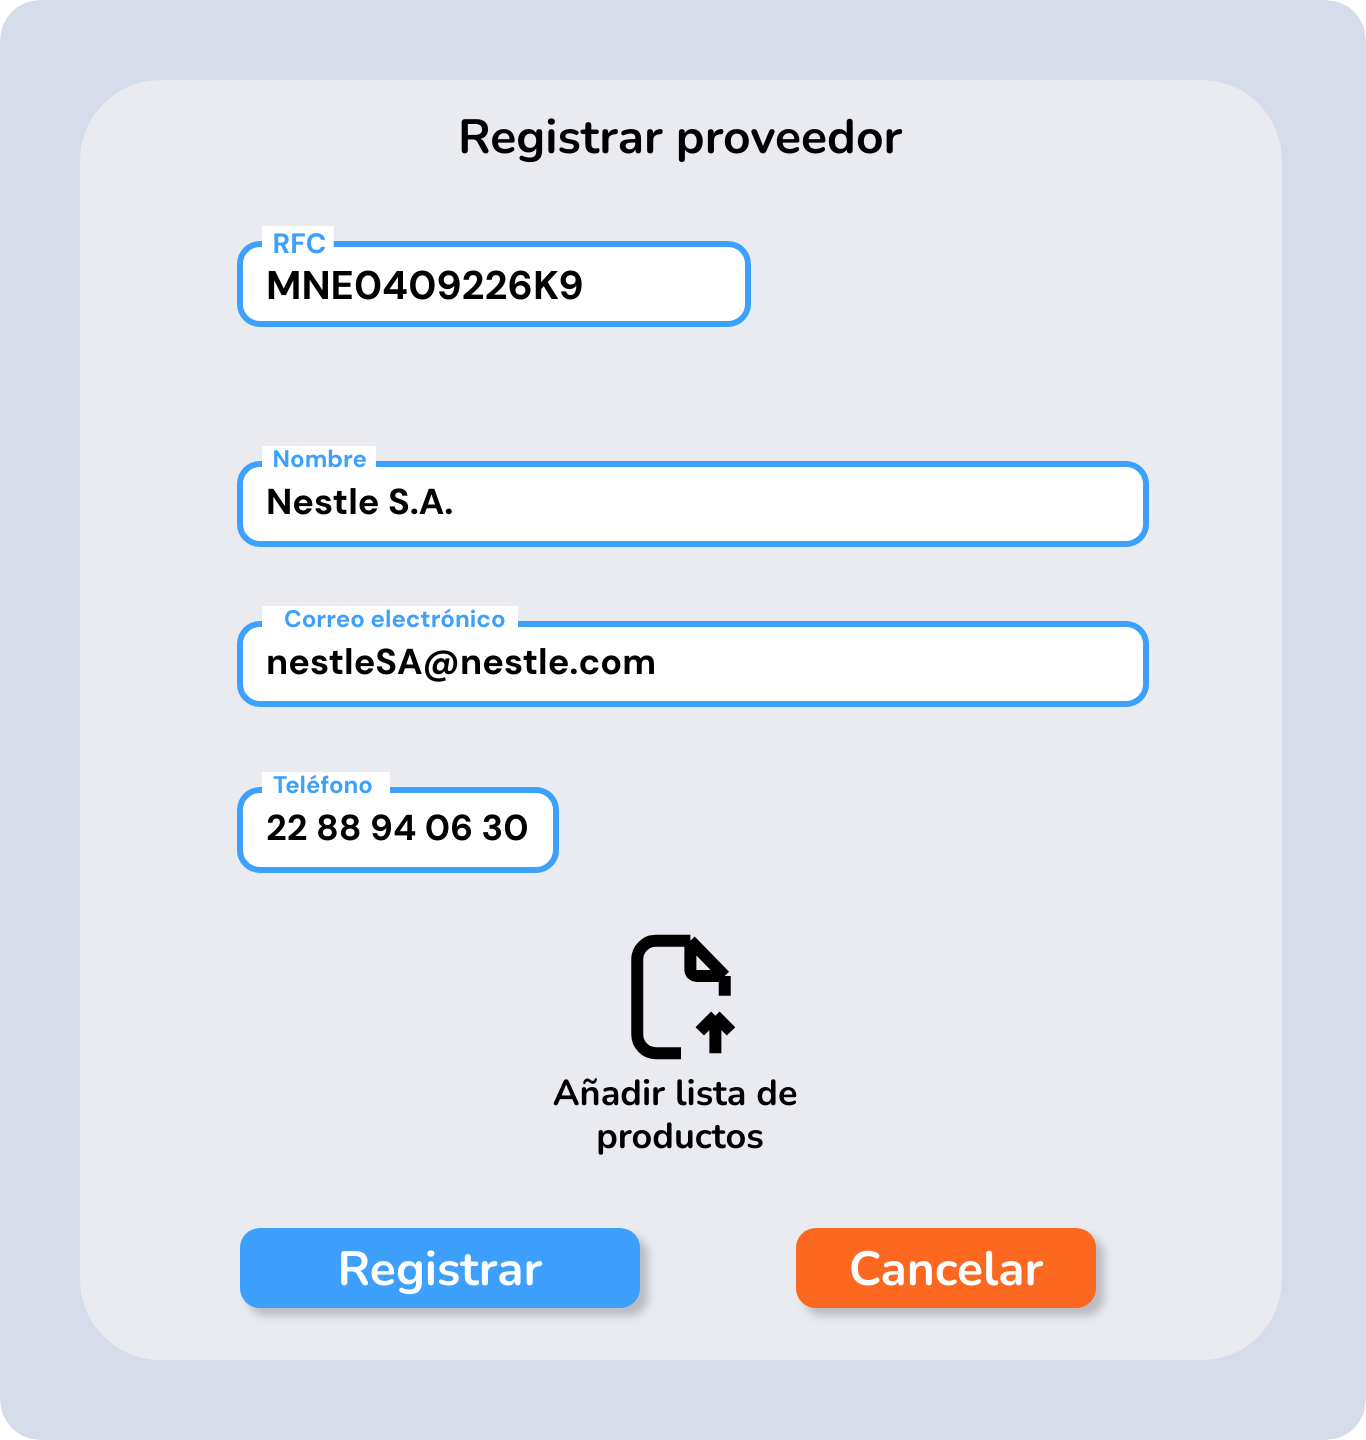 Registrar proveedor
RFC
MNE0409226K9
Nombre
Nestle S.A.
Correo electrónico
nestleSA@nestle.com
Teléfono
22 88 94 06 30
Añadir lista de
productos
Registrar
Cancelar